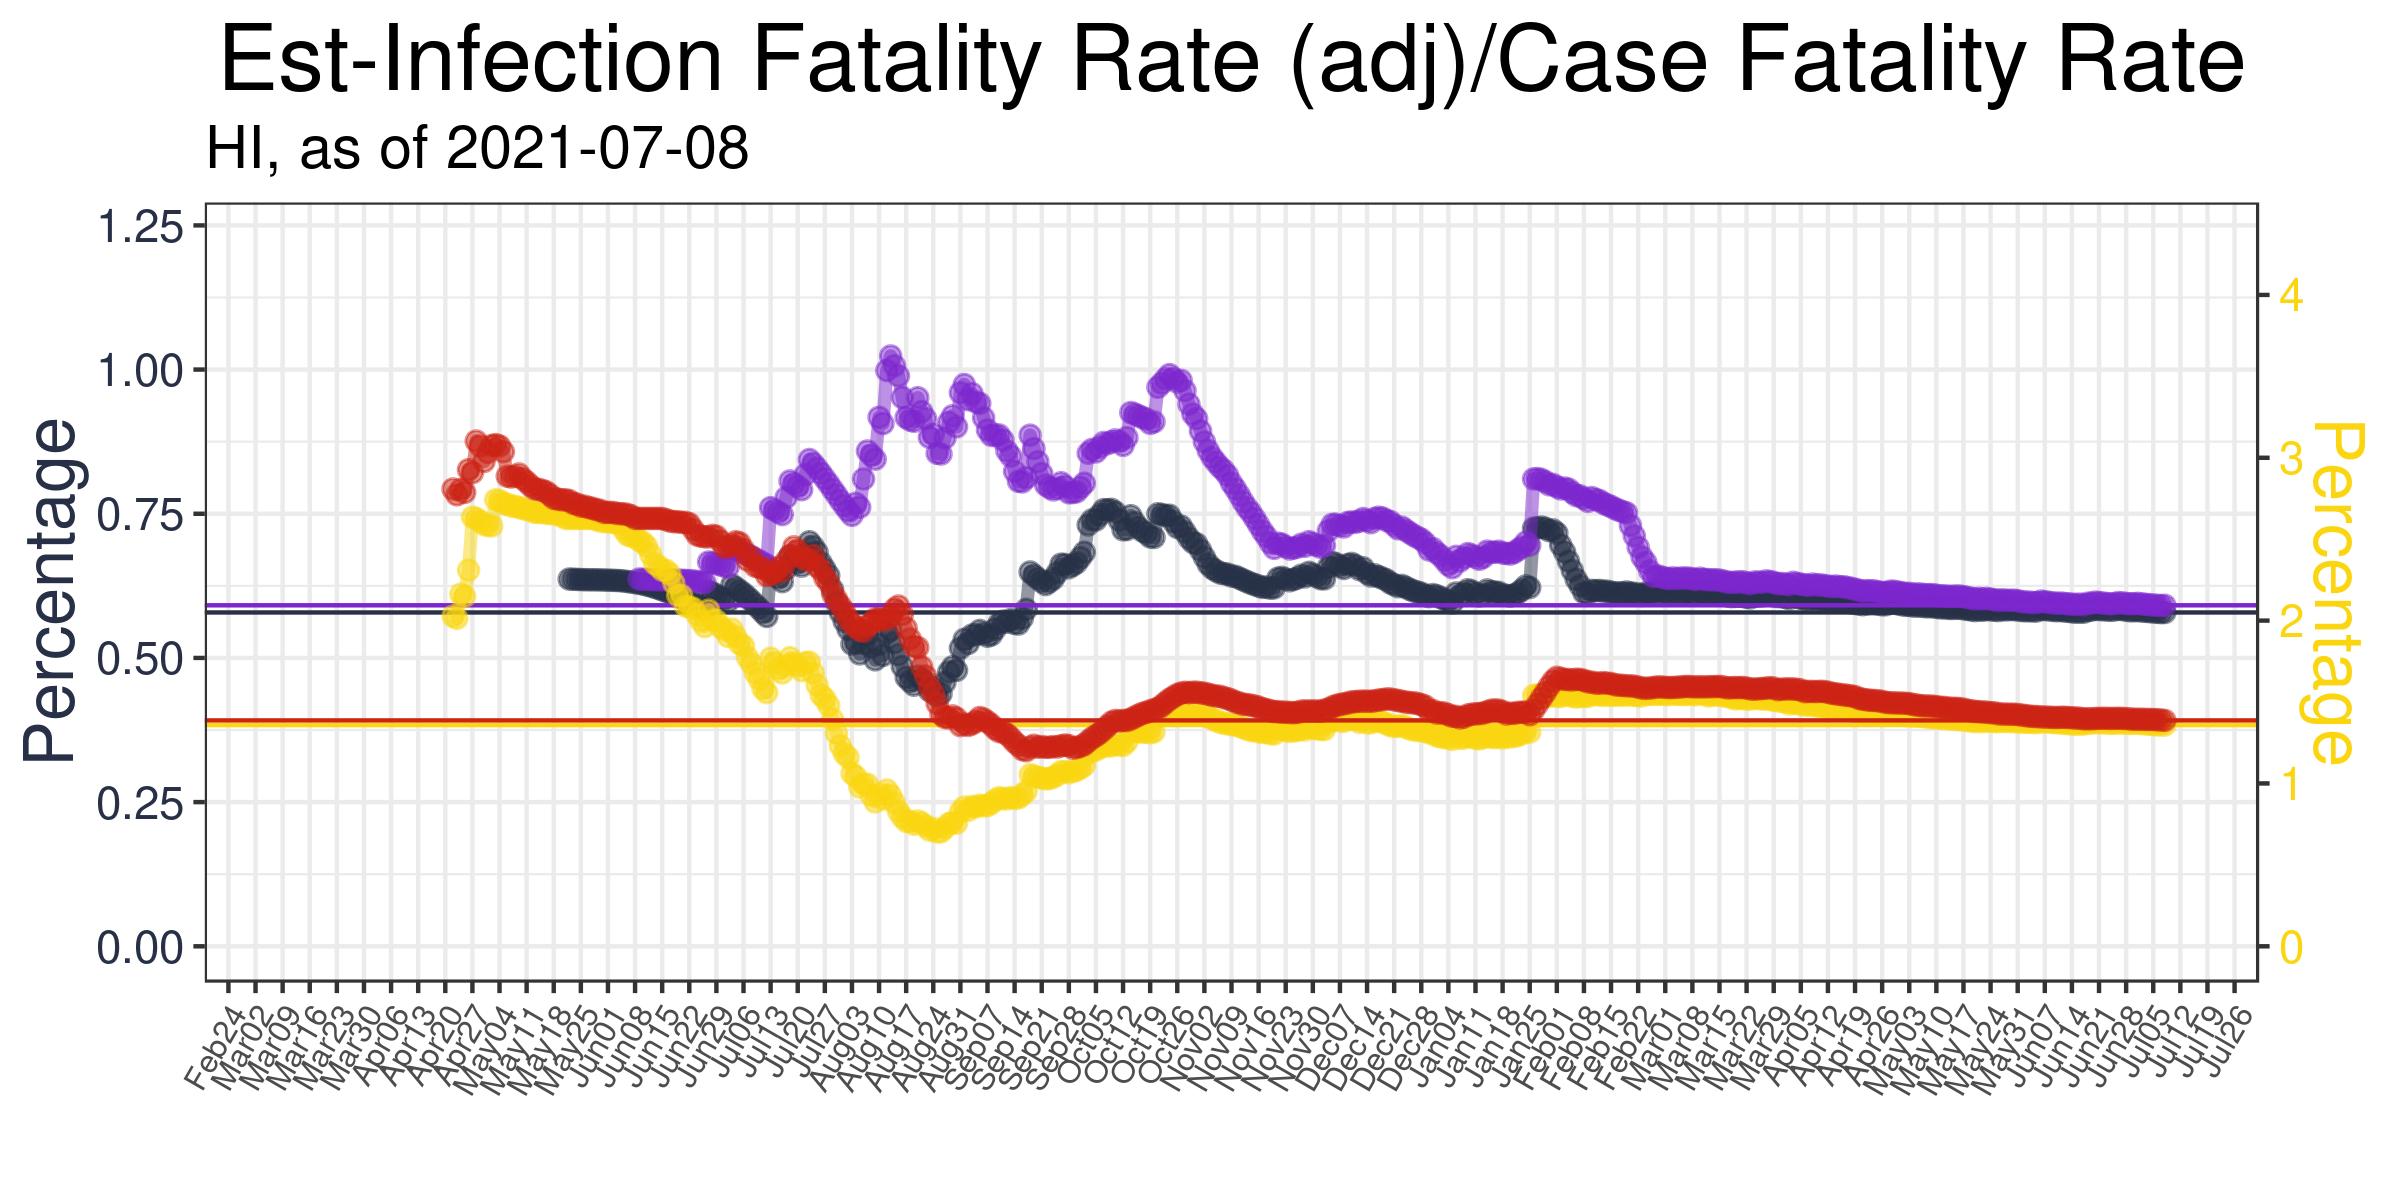 Est-Infection Fatality Rate (adj)/Case Fatality Rate
HI, as of 2021-07-08
1.25
1.00
0.75
0.50
0.25
0.00
Percentage
4
3
2
1
0
Percentage
Feb24
Mar02
Mar09
Mar16
Mar23
Mar30
Apr06
Apr13
Apr20
Apr27
May04
May11
May18
May25
Jun01
Jun08
Jun15
Jun22
Jun29
Jul06
Jul13
Jul20
Jul27
Aug03
Aug10
Aug17
Aug24
Aug31
Sep07
Sep14
Sep21
Sep28
Oct05
Oct12
Oct19
Oct26
Nov02
Nov09
Nov16
Nov23
Nov30
Dec07
Dec14
Dec21
Dec28
Jan04
Jan11
Jan18
Jan25
Feb01
Feb08
Feb15
Feb22
Mar01
Mar08
Mar15
Mar22
Mar29
Apr05
Apr12
Apr19
Apr26
May03
May10
May17
May24
May31
Jun07
Jun14
Jun21
Jun28
Jul05
Jul12
Jul19
Jul26